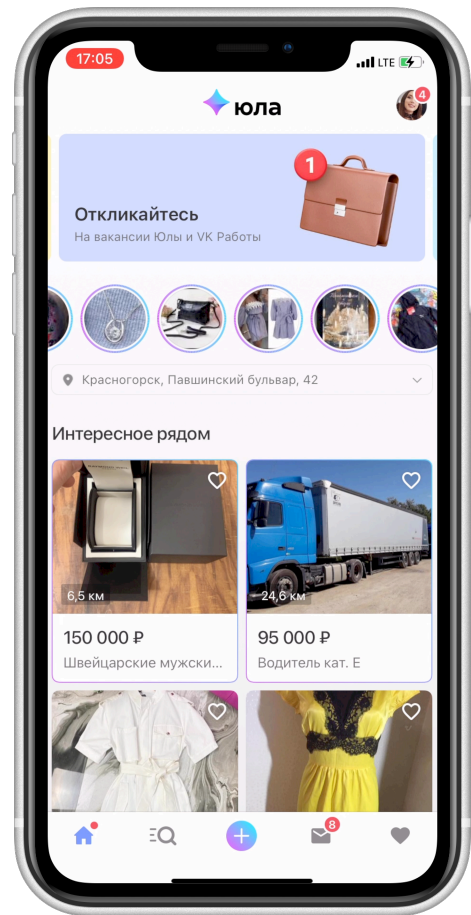 17:05
LTE
юла
4
1
Откликайтесь
На вакансии Юлы и VK Работы
Красногорск, Павшинский бульвар, 42
Интересное рядом
6,5 км
24,6 км
150 000 ₽
95 000 ₽
Швейцарские мужски...
Водитель кат. Е
8